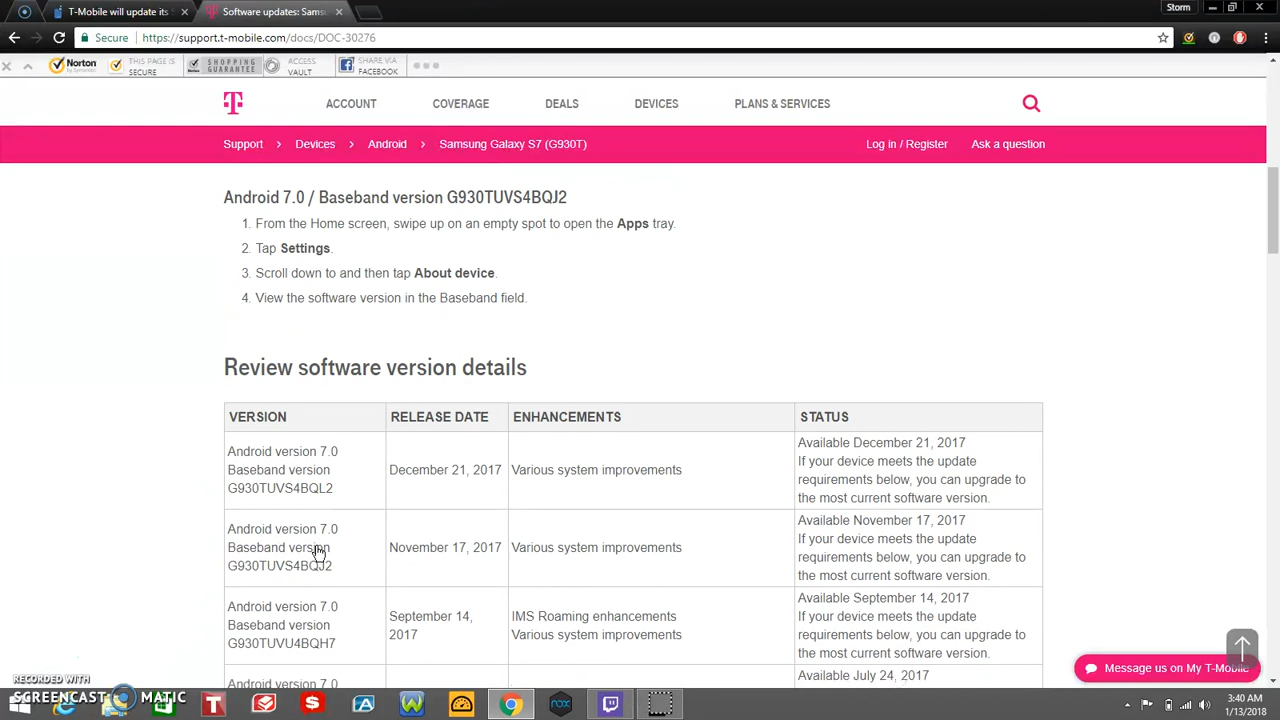 Storm
T-Mobile will update its S
Software updates: Samsu
Secure
https://support.t-mobile.com/docs/DOC-30276
Norton
by Symantec
THIS PAGE IS
SECURE
SHOPPING
GUARANTEE
ACCESS
VAULT
SHARE VIA
FACEBOOK
T
ACCOUNT
COVERAGE
DEALS
DEVICES
PLANS & SERVICES
Support > Devices > Android > Samsung Galaxy S7 (G930T)
Log in / Register
Ask a question
Android 7.0 / Baseband version G930TUVS4BQJ2
1. From the Home screen, swipe up on an empty spot to open the Apps tray.
2. Tap Settings.
3. Scroll down to and then tap About device.
4. View the software version in the Baseband field.
Review software version details
VERSION
RELEASE DATE
ENHANCEMENTS
STATUS
Android version 7.0
Baseband version
G930TUVS4BQL2
December 21, 2017
Various system improvements
Available December 21, 2017
If your device meets the update
requirements below, you can upgrade to
the most current software version.
Android version 7.0
Baseband version
G930TUVS4BQJ2
November 17, 2017
Various system improvements
Available November 17, 2017
If your device meets the update
requirements below, you can upgrade to
the most current software version.
Android version 7.0
Baseband version
G930TUVU4BQH7
September 14,
2017
IMS Roaming enhancements
Various system improvements
Available September 14, 2017
If your device meets the update
requirements below, you can upgrade to
the most current software version.
Android version 7.0
Available July 24, 2017
Message us on My T-Mobile
RECORDED WITH
SCREENCAST MATIC
nox
3:40 AM
1/13/2018